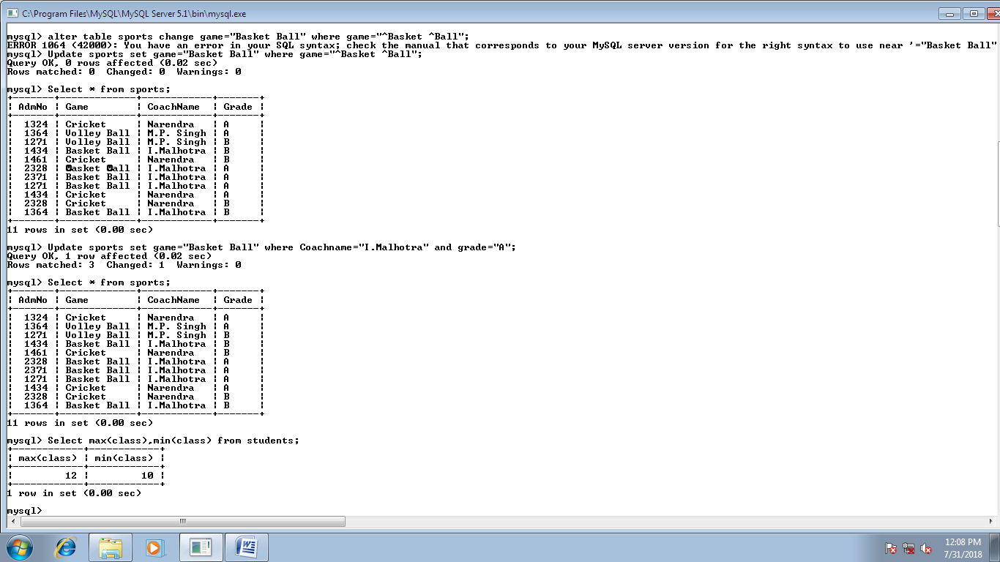 C:\Program Files\MySQL\MySQL Server 5.1\bin\mysql.exe
mysql> alter table sports change game="Basket Ball" where game="^Basket ^Ball";
ERROR 1064 (42000): You have an error in your SQL syntax; check the manual that corresponds to your MySQL server version for the right syntax to use near '="Basket Ball"
mysql> Update sports set game="Basket Ball" where game="^Basket ^Ball";
Query OK, 0 rows affected (0.02 sec)
Rows matched: 0  Changed: 0  Warnings: 0
mysql> Select * from sports;
+-------+-------------+------------+-------+
| AdmNo | Game        | CoachName  | Grade |
+-------+-------------+------------+-------+
|  1324 | Cricket     | Narendra   | A     |
|  1364 | Volley Ball | M.P. Singh | A     |
|  1271 | Volley Ball | M.P. Singh | B     |
|  1434 | Basket Ball | I.Malhotra | B     |
|  1461 | Cricket     | Narendra   | B     |
|  2328 | ☻asket ☻all | I.Malhotra | A     |
|  2371 | Basket Ball | I.Malhotra | A     |
|  1271 | Basket Ball | I.Malhotra | A     |
|  1434 | Cricket     | Narendra   | A     |
|  2328 | Cricket     | Narendra   | B     |
|  1364 | Basket Ball | I.Malhotra | B     |
+-------+-------------+------------+-------+
11 rows in set (0.00 sec)
mysql> Update sports set game="Basket Ball" where Coachname="I.Malhotra" and grade="A";
Query OK, 1 row affected (0.02 sec)
Rows matched: 3  Changed: 1  Warnings: 0
mysql> Select * from sports;
+-------+-------------+------------+-------+
| AdmNo | Game        | CoachName  | Grade |
+-------+-------------+------------+-------+
|  1324 | Cricket     | Narendra   | A     |
|  1364 | Volley Ball | M.P. Singh | A     |
|  1271 | Volley Ball | M.P. Singh | B     |
|  1434 | Basket Ball | I.Malhotra | B     |
|  1461 | Cricket     | Narendra   | B     |
|  2328 | Basket Ball | I.Malhotra | A     |
|  2371 | Basket Ball | I.Malhotra | A     |
|  1271 | Basket Ball | I.Malhotra | A     |
|  1434 | Cricket     | Narendra   | A     |
|  2328 | Cricket     | Narendra   | B     |
|  1364 | Basket Ball | I.Malhotra | B     |
+-------+-------------+------------+-------+
11 rows in set (0.00 sec)
mysql> Select max(class),min(class) from students;
+------------+------------+
| max(class) | min(class) |
+------------+------------+
|         12 |         10 |
+------------+------------+
1 row in set (0.00 sec)
mysql>
12:08 PM
7/31/2018